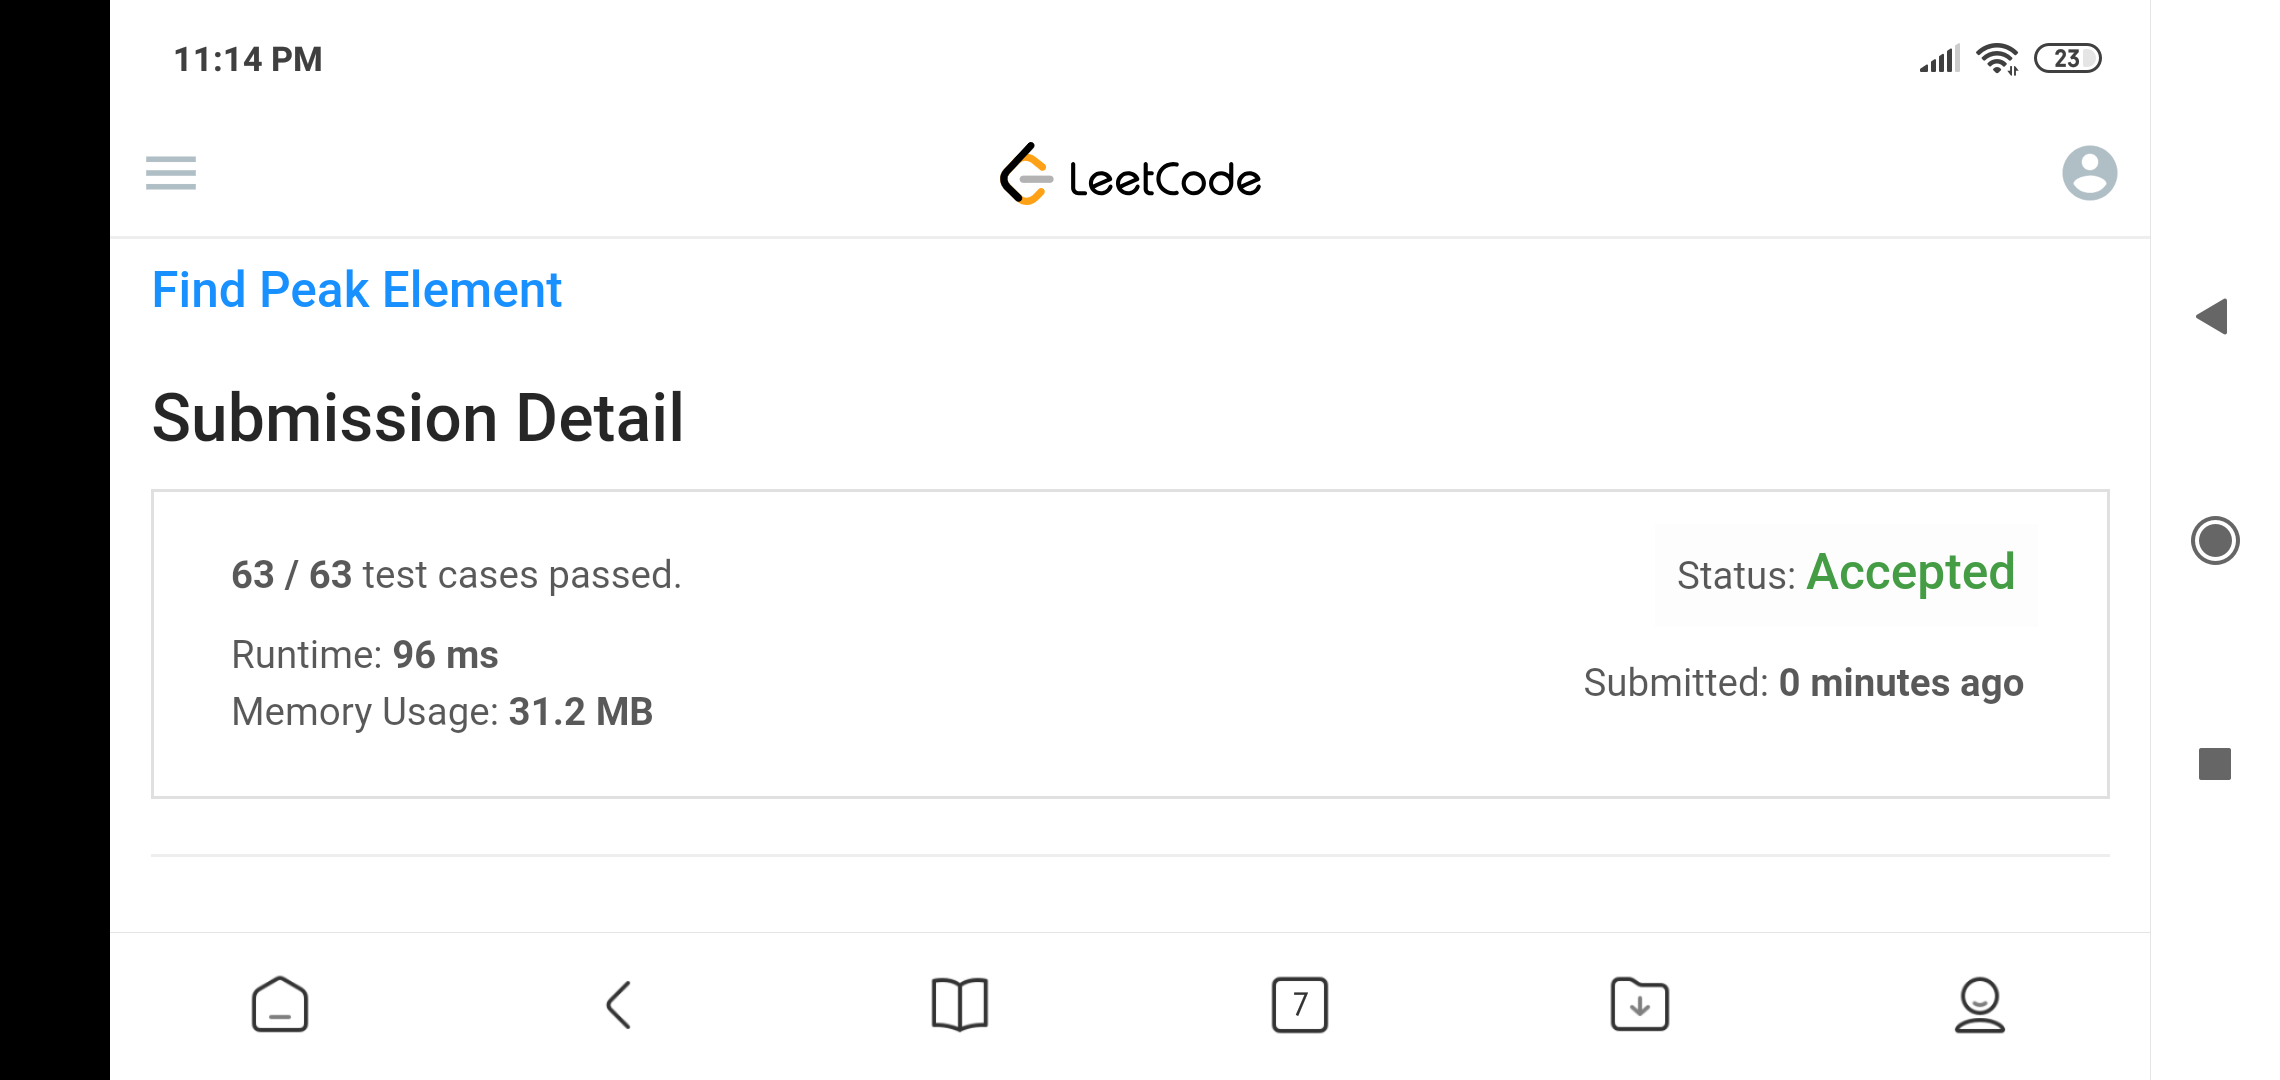 11:14 PM
23
LeetCode
Find Peak Element
Submission Detail
63 / 63 test cases passed.
Status: Accepted
Runtime: 96 ms
Submitted: 0 minutes ago
Memory Usage: 31.2 MB
7